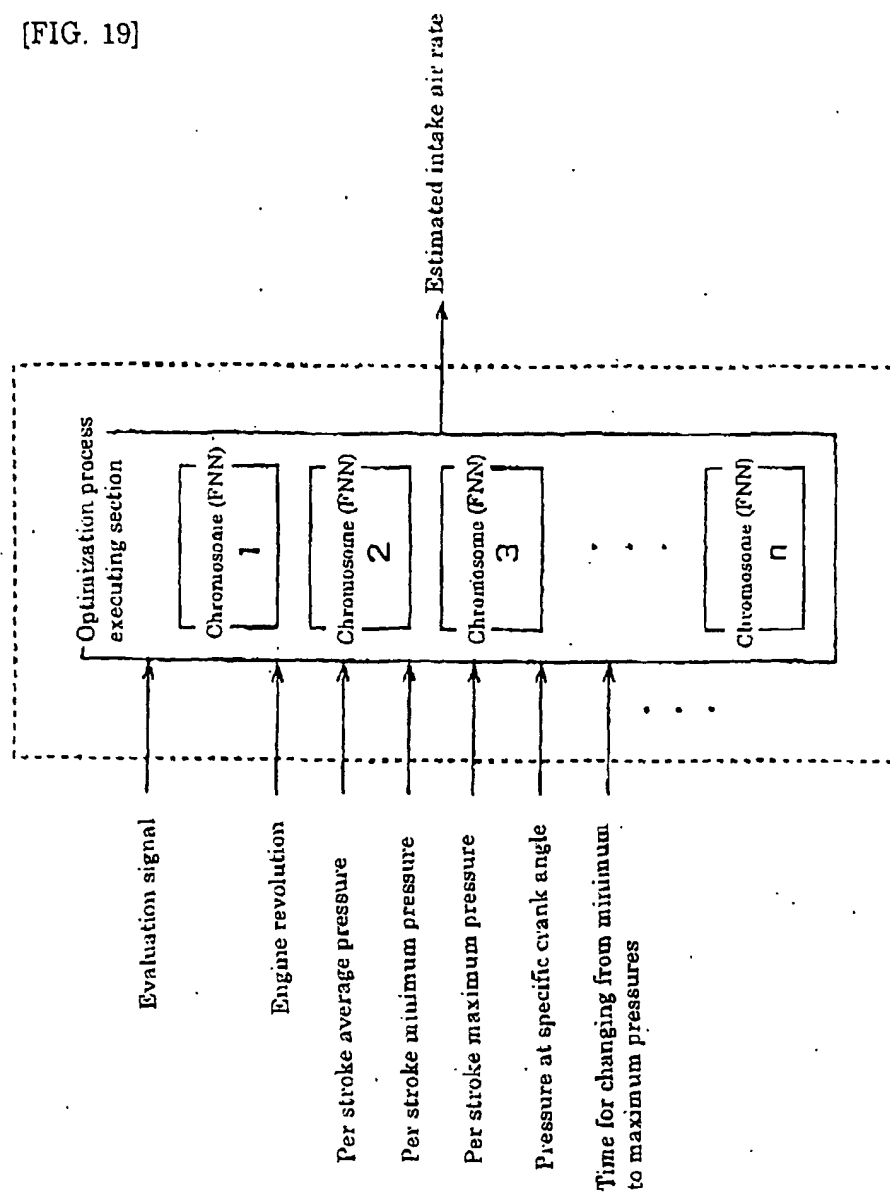 [FIG. 19]
Evaluation signal
Engine revolution
Per stroke average pressure
Per stroke minimum pressure
Per stroke maximum pressure
Pressure at specific crank angle
Time for changing from minimum
to maximum pressures
Optimization process
executing section
Chromosome (FNN)
1
Chromosome (FNN)
2
Chromosome (FNN)
3
Chromosome (FNN)
n
Estimated intake air rate